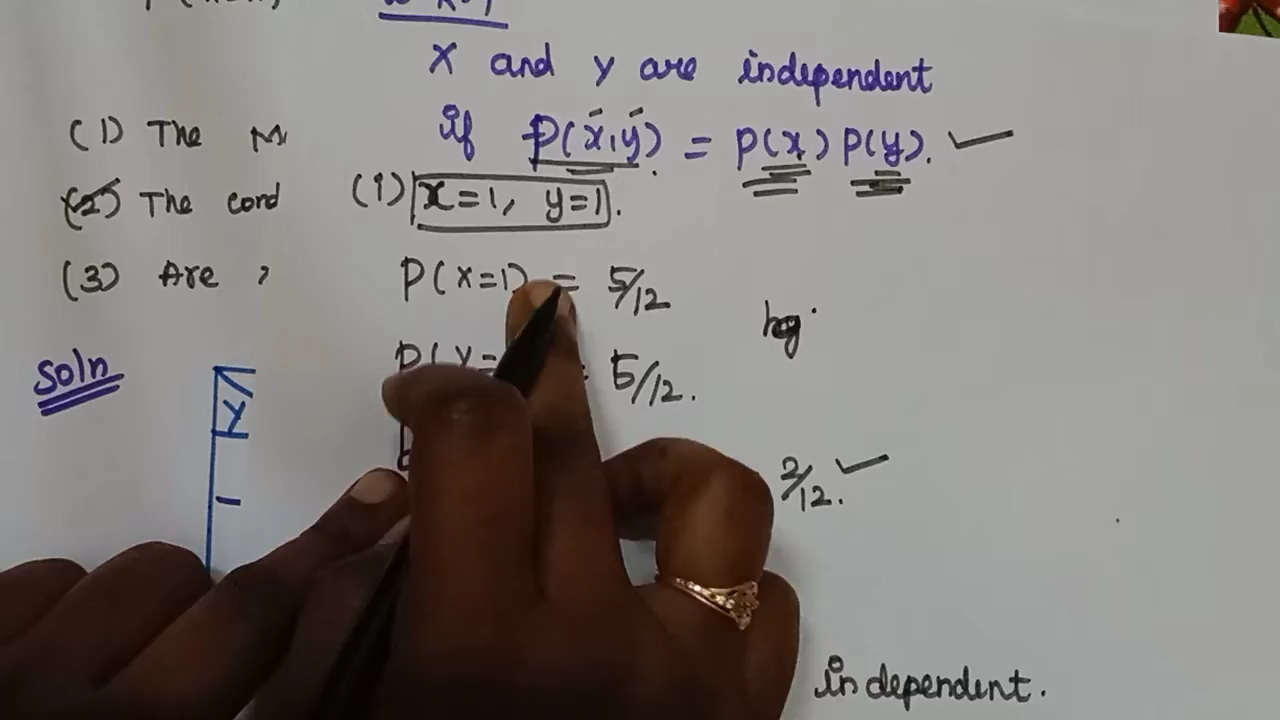 X and Y are independent
if P(x,y) = P(x) P(y). ✓
(1) The
(2) The cond
(3) Are
(1) x=1, y=1.
P(X=1) = 5/12
P(Y= = 5/12.
2/12. ✓
Soln
Y
1
independent.